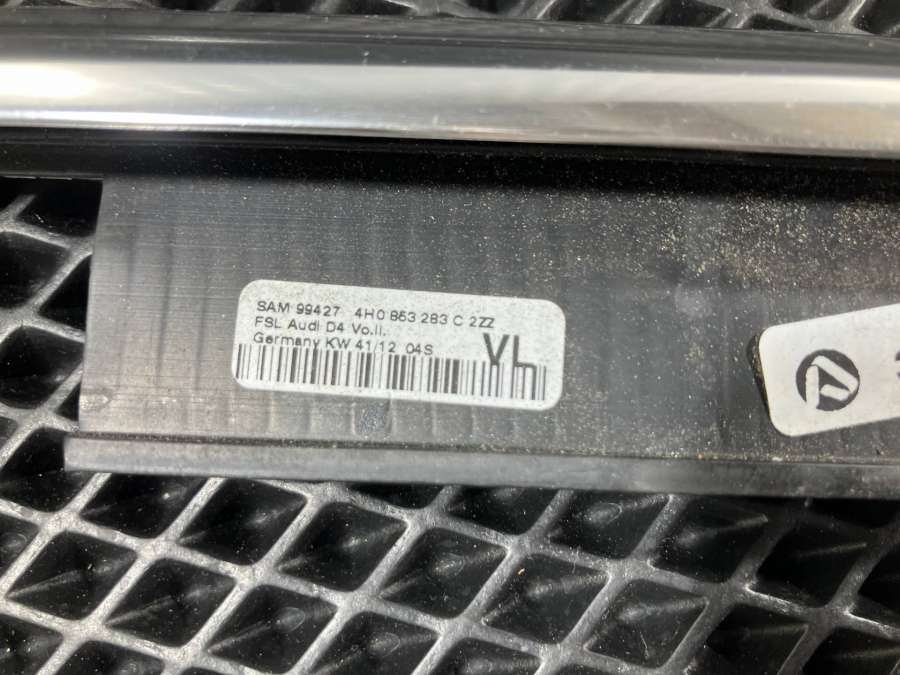 SAM 99427 4H0 853 283 C 2ZZ
FSL Audi D4 Vo.li.
Germany KW 41/12 04S
VL